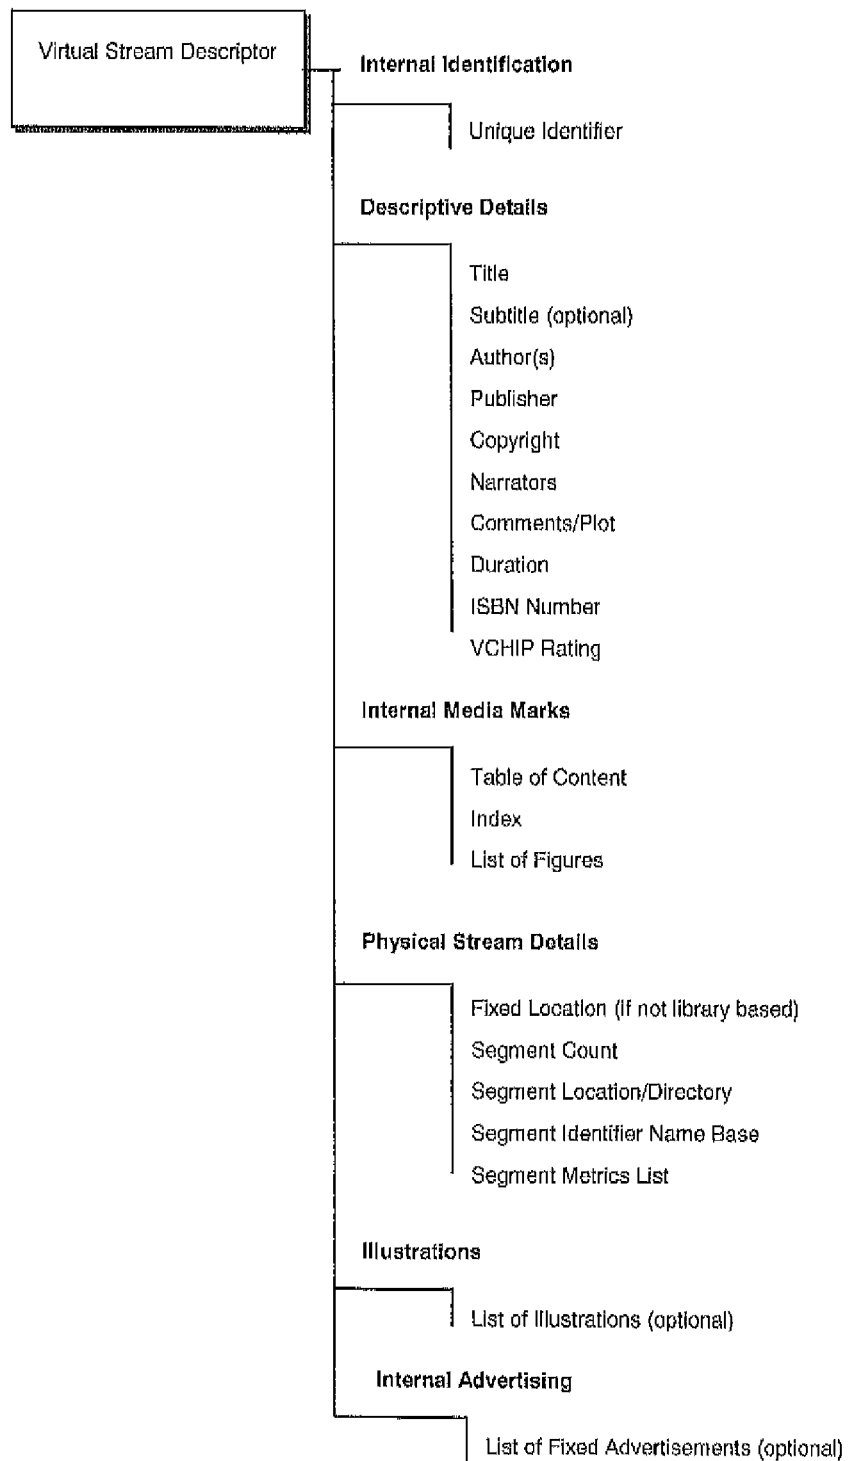 Virtual Stream Descriptor
Internal Identification
Unique Identifier
Descriptive Details
Title
Subtitle (optional)
Author(s)
Publisher
Copyright
Narrators
Comments/Plot
Duration
ISBN Number
VCHIP Rating
Internal Media Marks
Table of Content
Index
List of Figures
Physical Stream Details
Fixed Location (if not library based)
Segment Count
Segment Location/Directory
Segment Identifier Name Base
Segment Metrics List
Illustrations
List of Illustrations (optional)
Internal Advertising
List of Fixed Advertisements (optional)